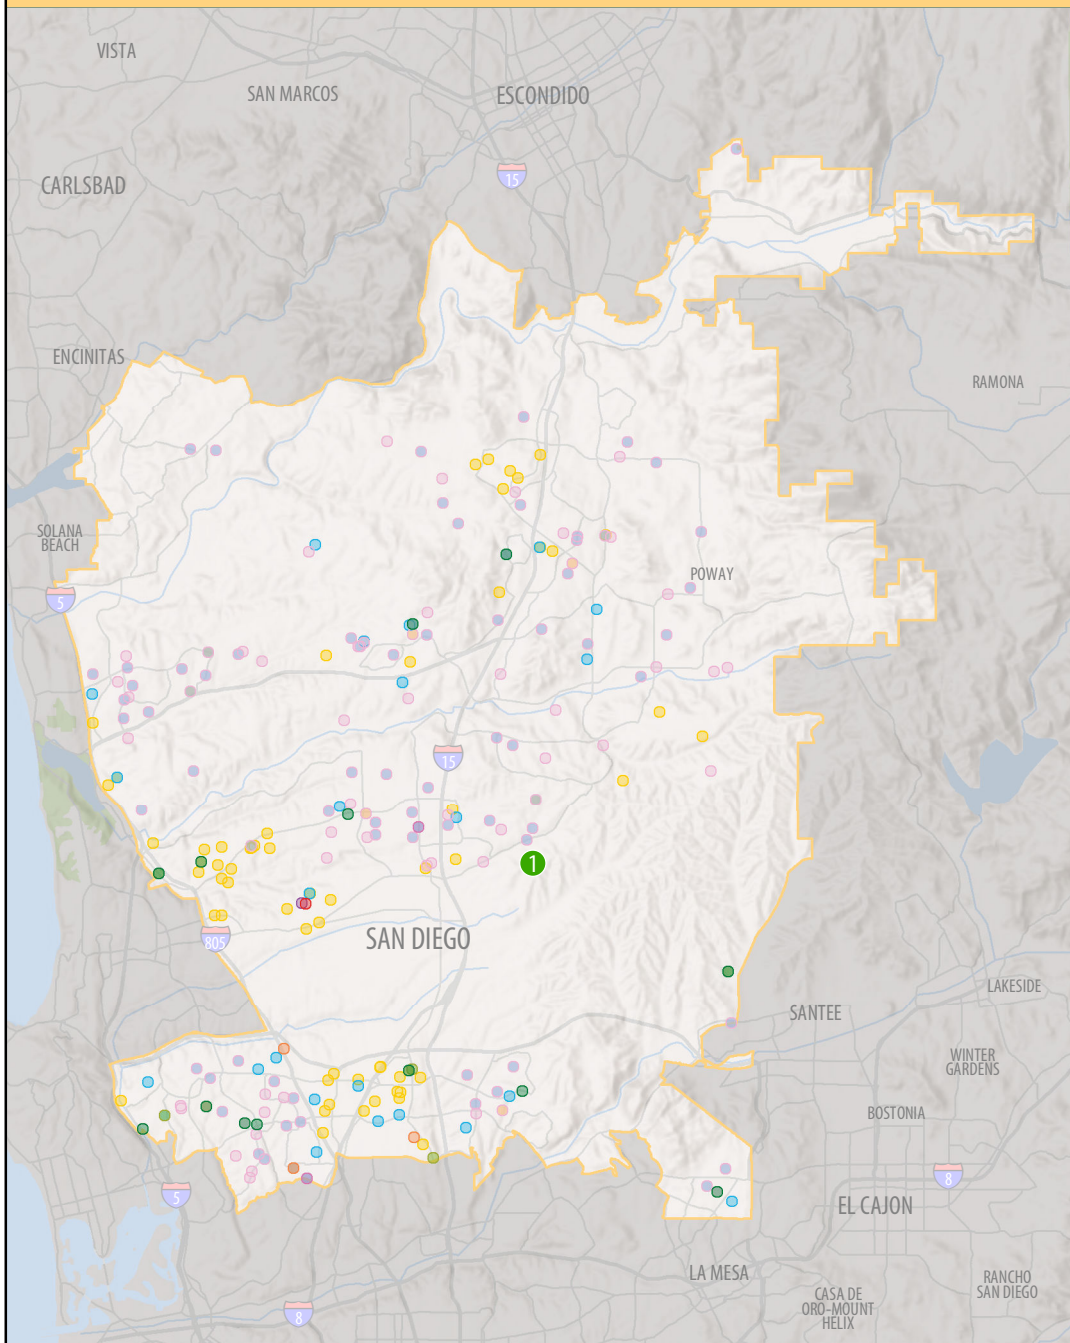 VISTA
SAN MARCOS
ESCONDIDO
15
CARLSBAD
ENCINITAS
RAMONA
SOLANA
BEACH
POWAY
5
15
1
SAN DIEGO
805
LAKESIDE
SANTEE
WINTER
GARDENS
BOSTONIA
8
5
EL CAJON
LA MESA
RANCHO
SAN DIEGO
CASA DE
ORO-MOUNT
HELIX
8